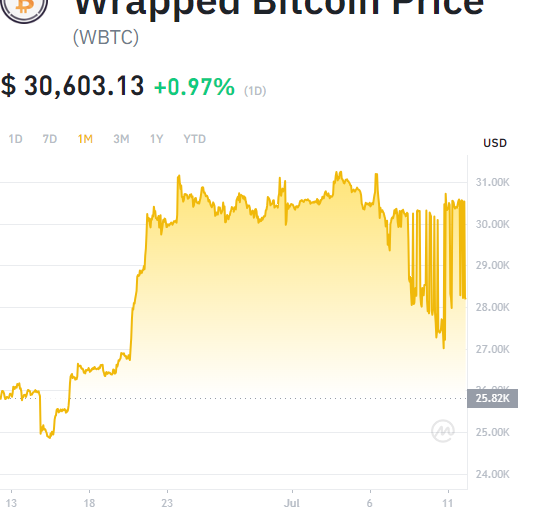 Wrapped Bitcoin Price
(WBTC)
$ 30,603.13 +0.97% (1D)
1D 7D 1M 3M 1Y YTD
USD
31.00K
30.00K
29.00K
28.00K
27.00K
26.00K
25.82K
25.00K
24.00K
13 18 23 Jul 6 11